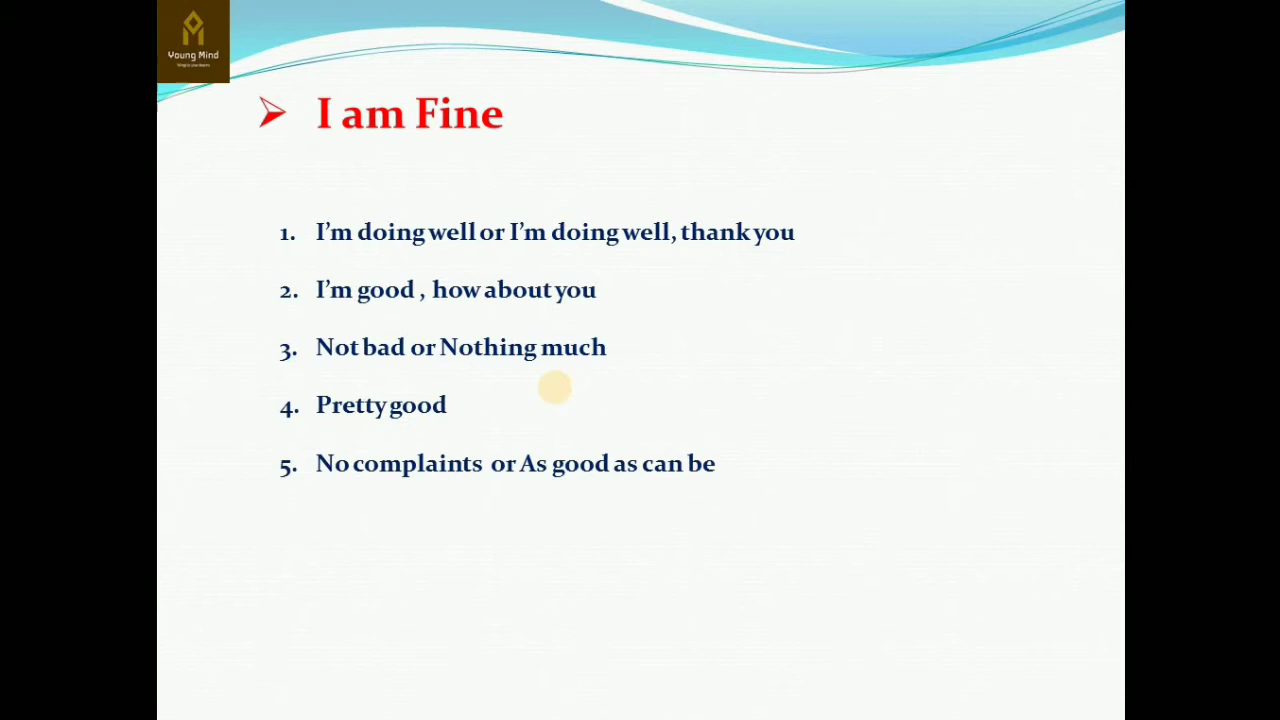 Young Mind
I am Fine
1. I'm doing well or I'm doing well, thank you
2. I'm good , how about you
3. Not bad or Nothing much
4. Pretty good
5. No complaints or As good as can be